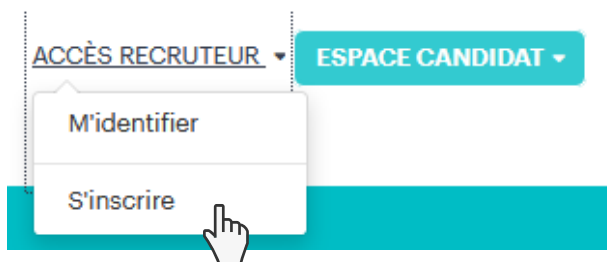 ACCÈS RECRUTEUR
ESPACE CANDIDAT
M'identifier
S'inscrire